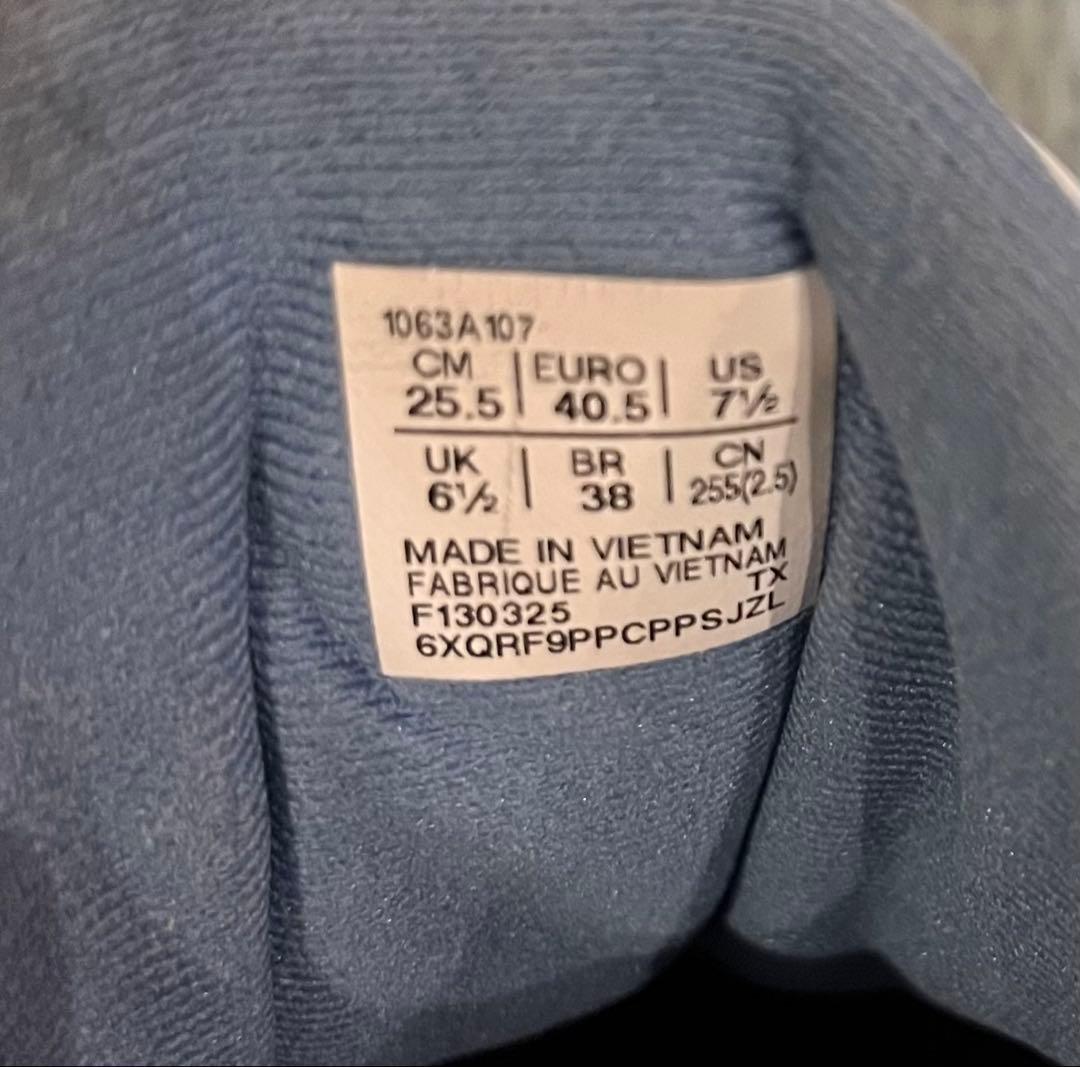 1063A107
CM | EURO | US
25.5 | 40.5 | 7½
UK | BR | CN
6½ | 38 | 255(2.5)
MADE IN VIETNAM
FABRIQUE AU VIETNAM
F130325 TX
6XQRF9PPCPPSJZL